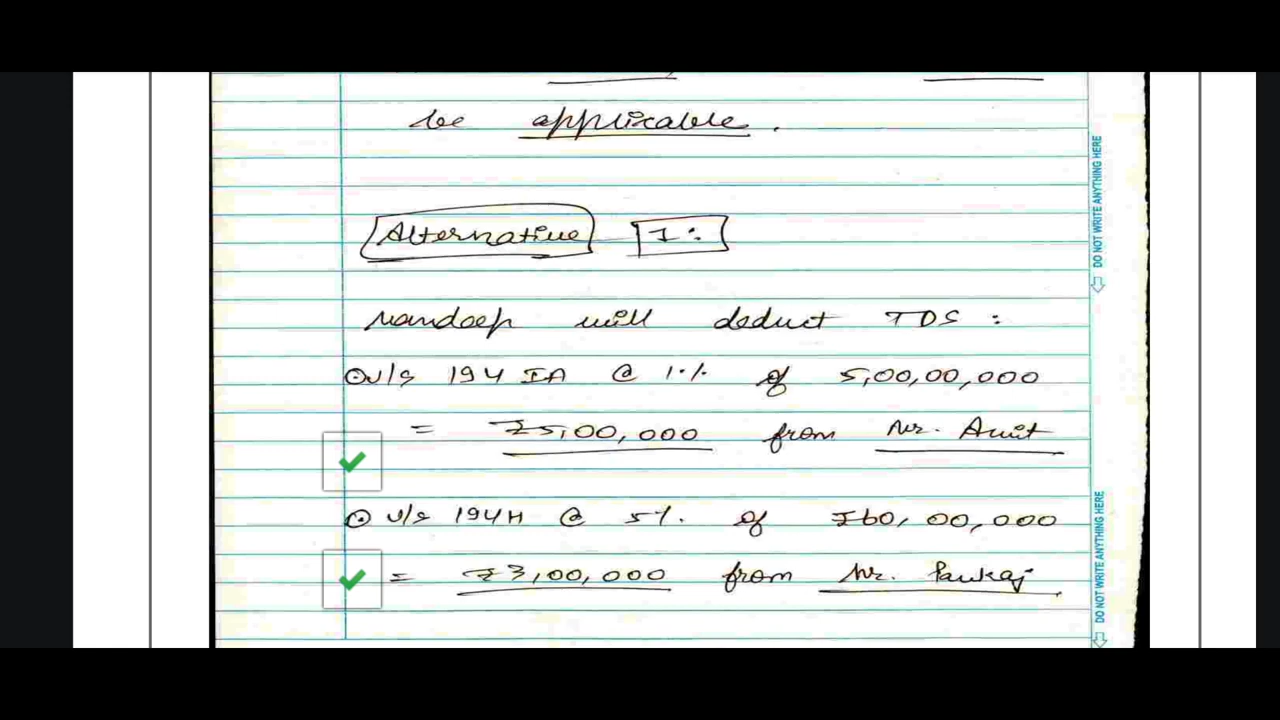 be applicable.
Alternative I:
Mandeep will deduct TDS :
u/s 194 IA @ 1% of 5,00,00,000
= ₹5,00,000 from Mr. Amit
u/s 194H @ 5% of ₹60,00,000
= ₹3,00,000 from Mr. Pankaj
DO NOT WRITE ANYTHING HERE
DO NOT WRITE ANYTHING HERE